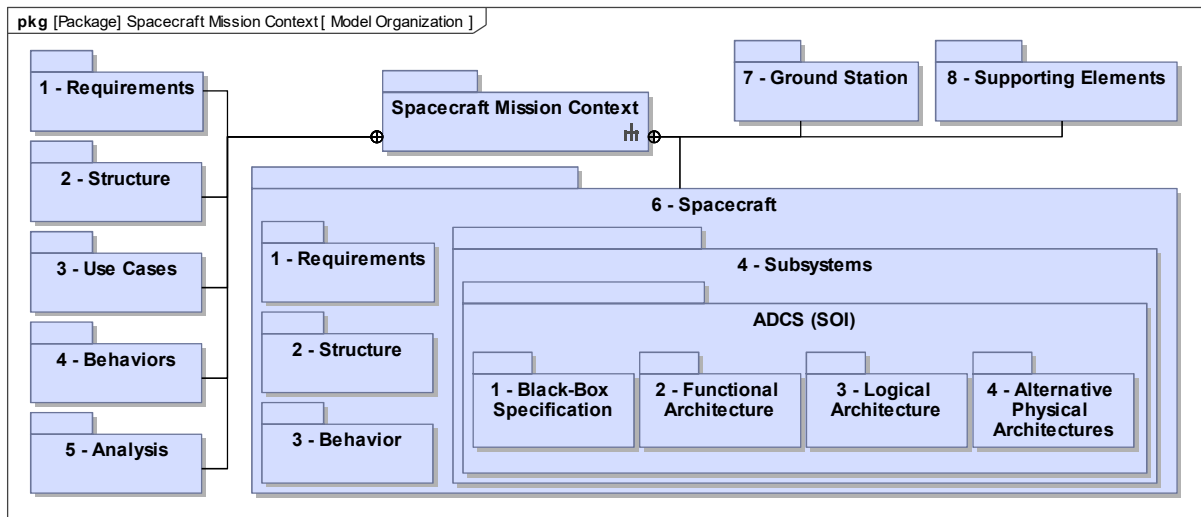 pkg [Package] Spacecraft Mission Context [ Model Organization ]
1 - Requirements
2 - Structure
3 - Use Cases
4 - Behaviors
5 - Analysis
Spacecraft Mission Context
7 - Ground Station
8 - Supporting Elements
6 - Spacecraft
1 - Requirements
2 - Structure
3 - Behavior
4 - Subsystems
ADCS (SOI)
1 - Black-Box
Specification
2 - Functional
Architecture
3 - Logical
Architecture
4 - Alternative
Physical
Architectures